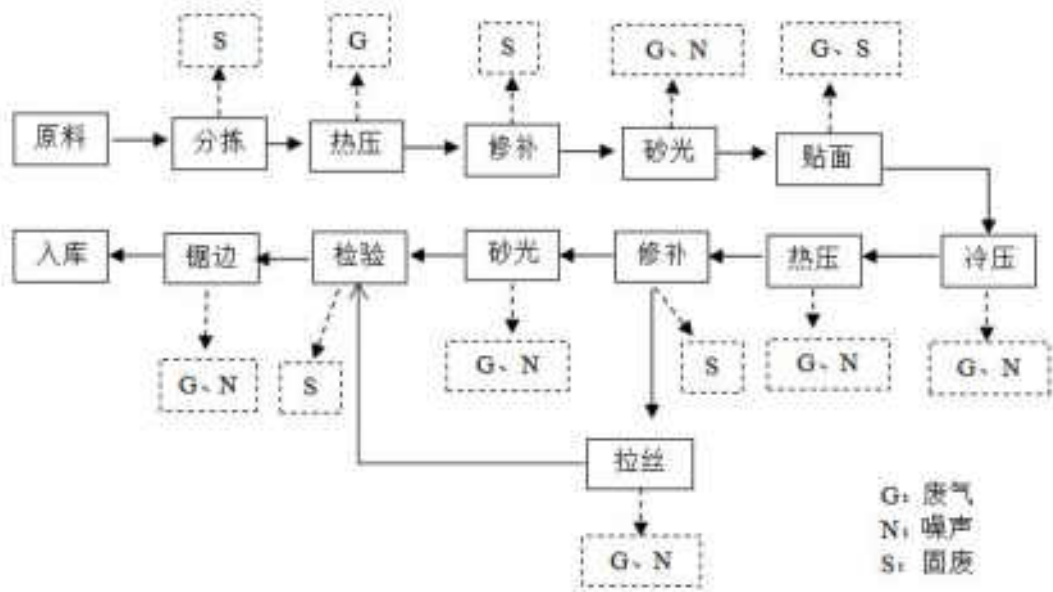 S
G
S
G、N
G、S
原料
分拣
热压
修补
砂光
贴面
入库
锯边
检验
砂光
修补
热压
冷压
G、N
S
G、N
S
G、N
G、N
拉丝
G、N
G：废气
N：噪声
S：固废